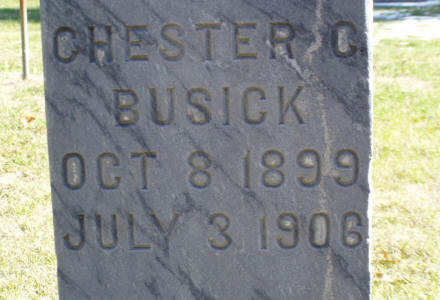 CHESTER C.
BUSICK
OCT 8 1899
JULY 3 1906